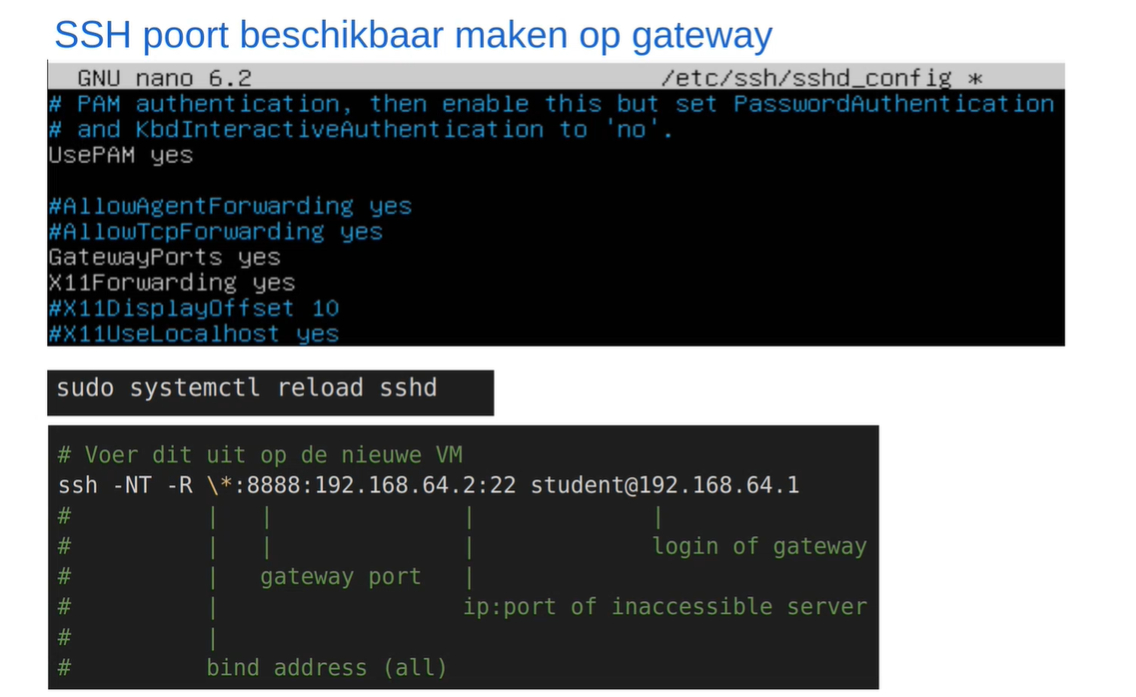 SSH poort beschikbaar maken op gateway
GNU nano 6.2 /etc/ssh/sshd_config *
# PAM authentication, then enable this but set PasswordAuthentication
# and KbdInteractiveAuthentication to 'no'.
UsePAM yes
#AllowAgentForwarding yes
#AllowTcpForwarding yes
GatewayPorts yes
X11Forwarding yes
#X11DisplayOffset 10
#X11UseLocalhost yes
sudo systemctl reload sshd
# Voer dit uit op de nieuwe VM
ssh -NT -R \*:8888:192.168.64.2:22 student@192.168.64.1
# | | | |
# | | | login of gateway
# | gateway port |
# | ip:port of inaccessible server
# |
# bind address (all)